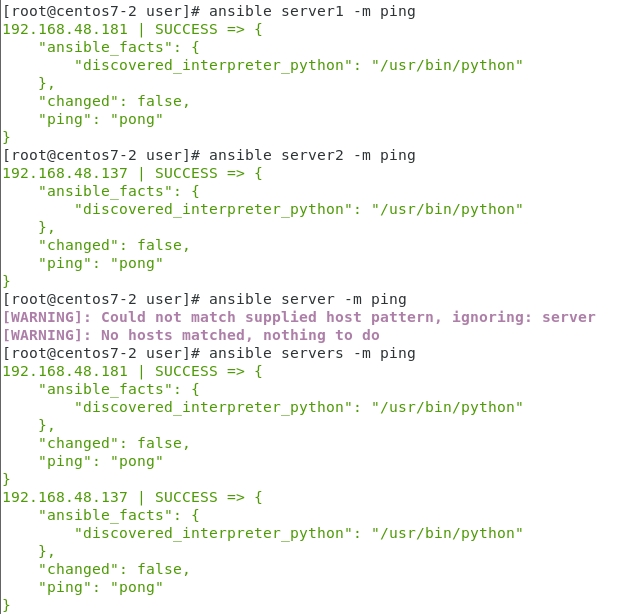 [root@centos7-2 user]# ansible server1 -m ping
192.168.48.181 | SUCCESS => {
    "ansible_facts": {
        "discovered_interpreter_python": "/usr/bin/python"
    },
    "changed": false,
    "ping": "pong"
}
[root@centos7-2 user]# ansible server2 -m ping
192.168.48.137 | SUCCESS => {
    "ansible_facts": {
        "discovered_interpreter_python": "/usr/bin/python"
    },
    "changed": false,
    "ping": "pong"
}
[root@centos7-2 user]# ansible server -m ping
[WARNING]: Could not match supplied host pattern, ignoring: server
[WARNING]: No hosts matched, nothing to do
[root@centos7-2 user]# ansible servers -m ping
192.168.48.181 | SUCCESS => {
    "ansible_facts": {
        "discovered_interpreter_python": "/usr/bin/python"
    },
    "changed": false,
    "ping": "pong"
}
192.168.48.137 | SUCCESS => {
    "ansible_facts": {
        "discovered_interpreter_python": "/usr/bin/python"
    },
    "changed": false,
    "ping": "pong"
}